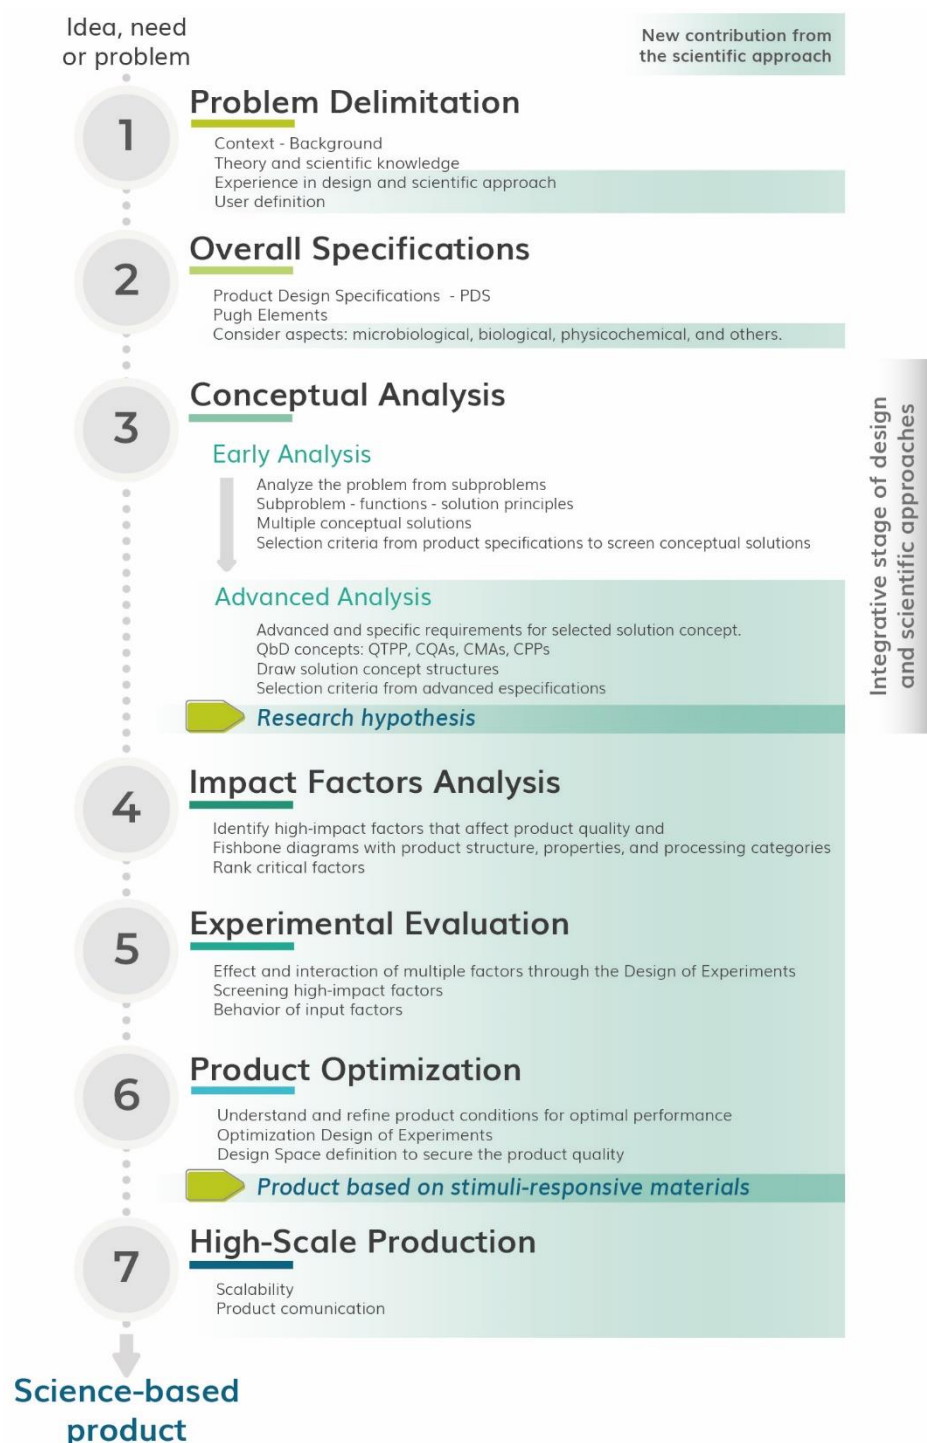 Idea, need
or problem
New contribution from
the scientific approach
1
Problem Delimitation
Context - Background
Theory and scientific knowledge
Experience in design and scientific approach
User definition
2
Overall Specifications
Product Design Specifications - PDS
Pugh Elements
Consider aspects: microbiological, biological, physicochemical, and others.
3
Conceptual Analysis
Early Analysis
Analyze the problem from subproblems
Subproblem - functions - solution principles
Multiple conceptual solutions
Selection criteria from product specifications to screen conceptual solutions
Advanced Analysis
Advanced and specific requirements for selected solution concept.
QbD concepts: QTPP, CQAs, CMAs, CPPs
Draw solution concept structures
Selection criteria from advanced especifications
Research hypothesis
Integrative stage of design
and scientific approaches
4
Impact Factors Analysis
Identify high-impact factors that affect product quality and
Fishbone diagrams with product structure, properties, and processing categories
Rank critical factors
5
Experimental Evaluation
Effect and interaction of multiple factors through the Design of Experiments
Screening high-impact factors
Behavior of input factors
6
Product Optimization
Understand and refine product conditions for optimal performance
Optimization Design of Experiments
Design Space definition to secure the product quality
Product based on stimuli-responsive materials
7
High-Scale Production
Scalability
Product comunication
Science-based
product